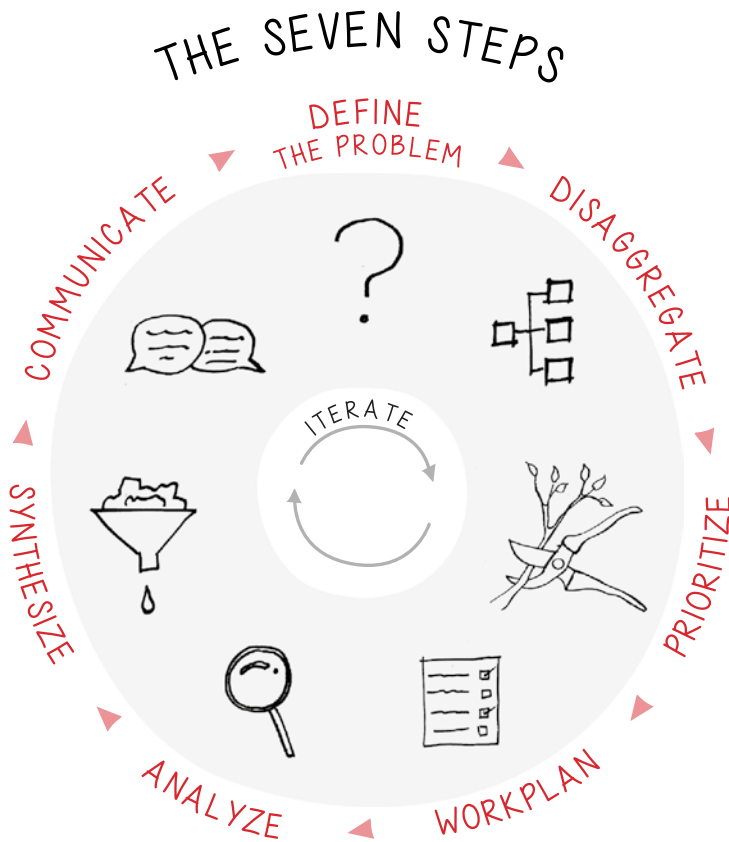 THE SEVEN STEPS
DEFINE
THE PROBLEM
DISAGGREGATE
PRIORITIZE
WORKPLAN
ANALYZE
SYNTHESIZE
COMMUNICATE
ITERATE